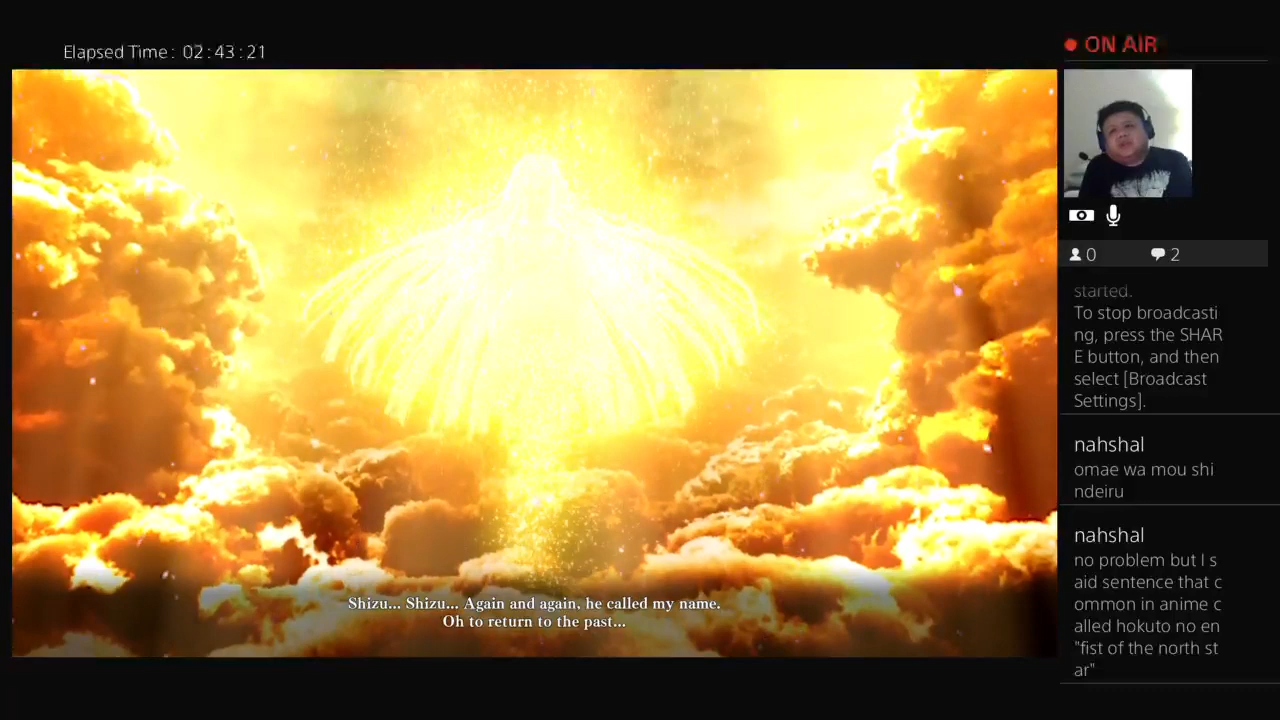 Elapsed Time: 02:43:21
ON AIR
0
2
started.
To stop broadcasti
ng, press the SHAR
E button, and then
select [Broadcast
Settings].
nahshal
omae wa mou shi
ndeiru
nahshal
no problem but I s
aid sentence that c
ommon in anime c
alled hokuto no en
"fist of the north st
ar"
Shizu... Shizu... Again and again, he called my name.
Oh to return to the past...